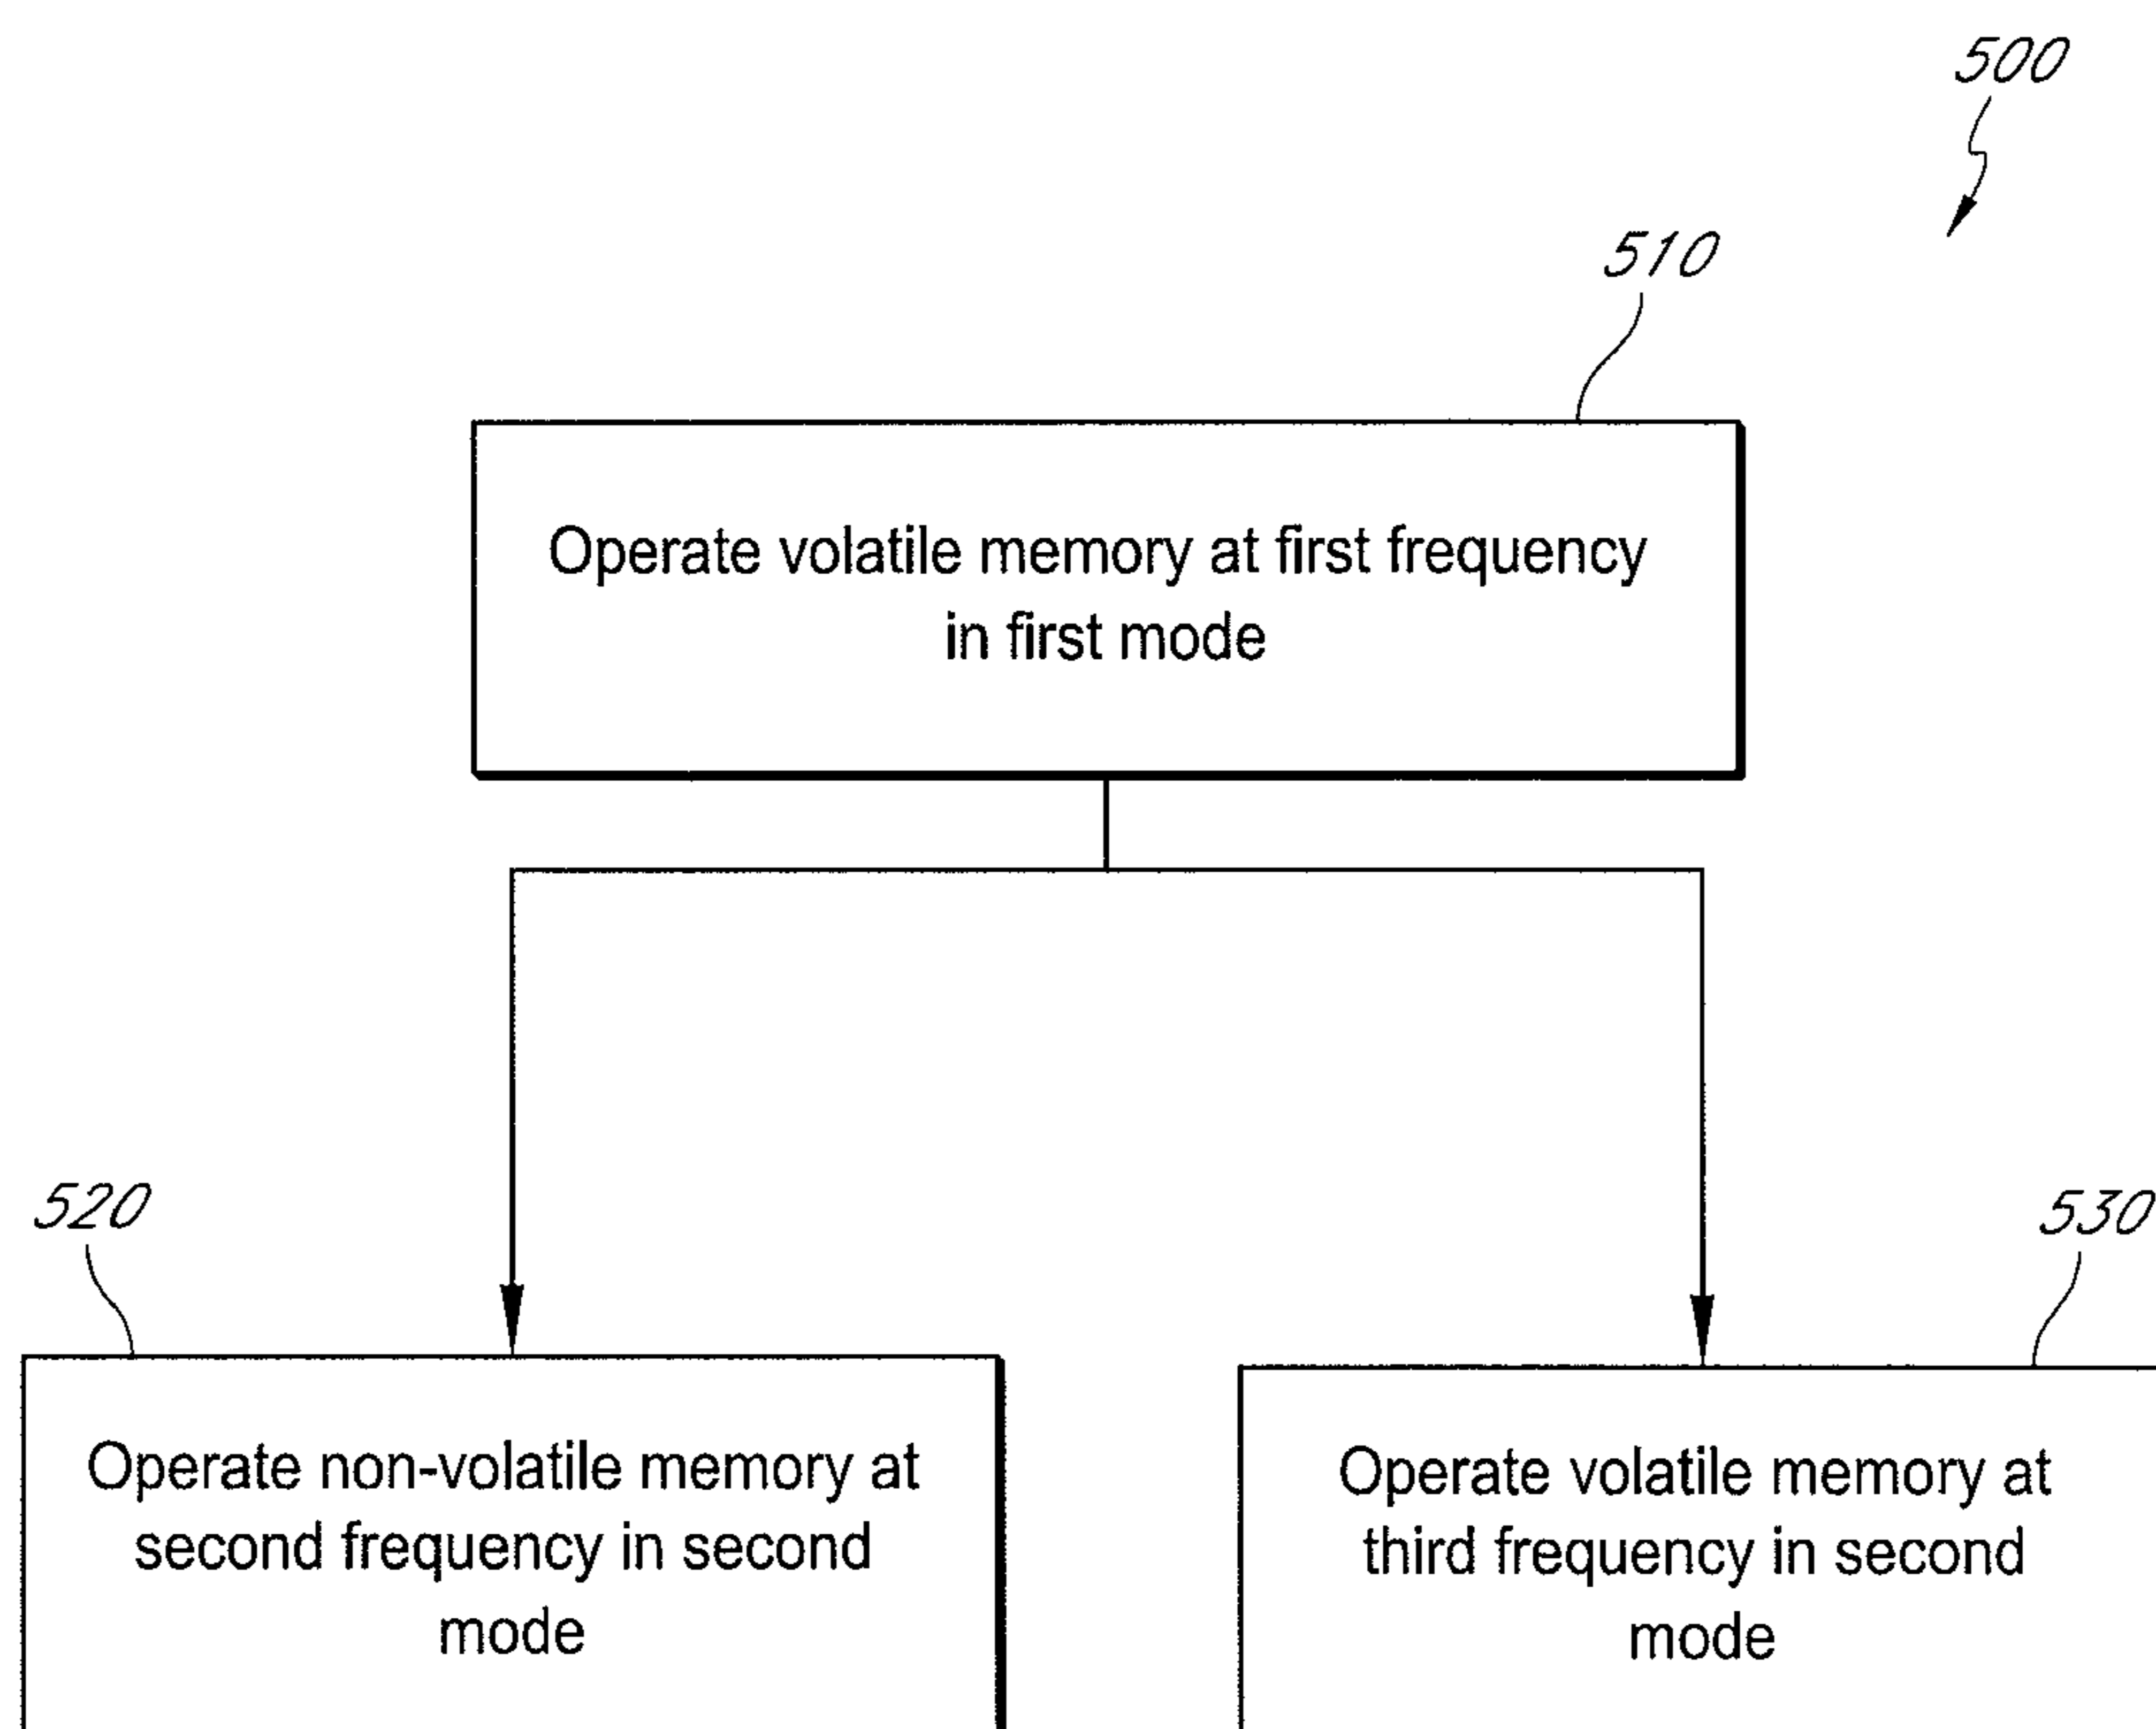 500
510
Operate volatile memory at first frequency
in first mode
520
530
Operate non-volatile memory at
second frequency in second
mode
Operate volatile memory at
third frequency in second
mode